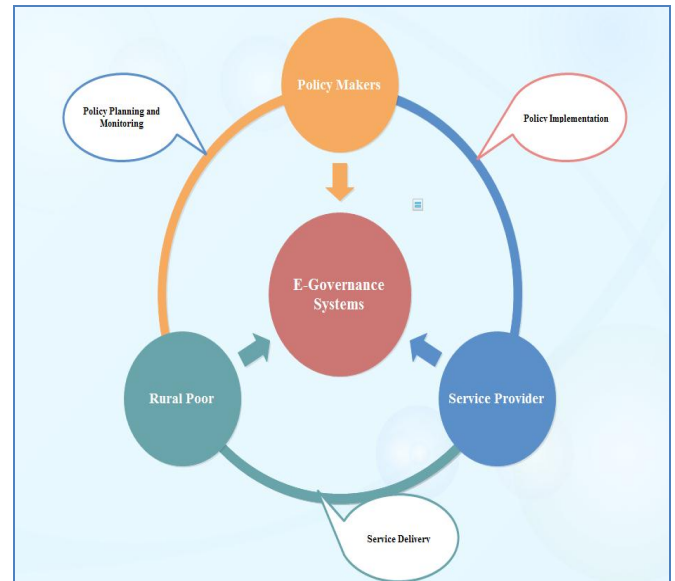 Policy Makers
Policy Planning and
Monitoring
Policy Implementation
E-Governance
Systems
Rural Poor
Service Provider
Service Delivery